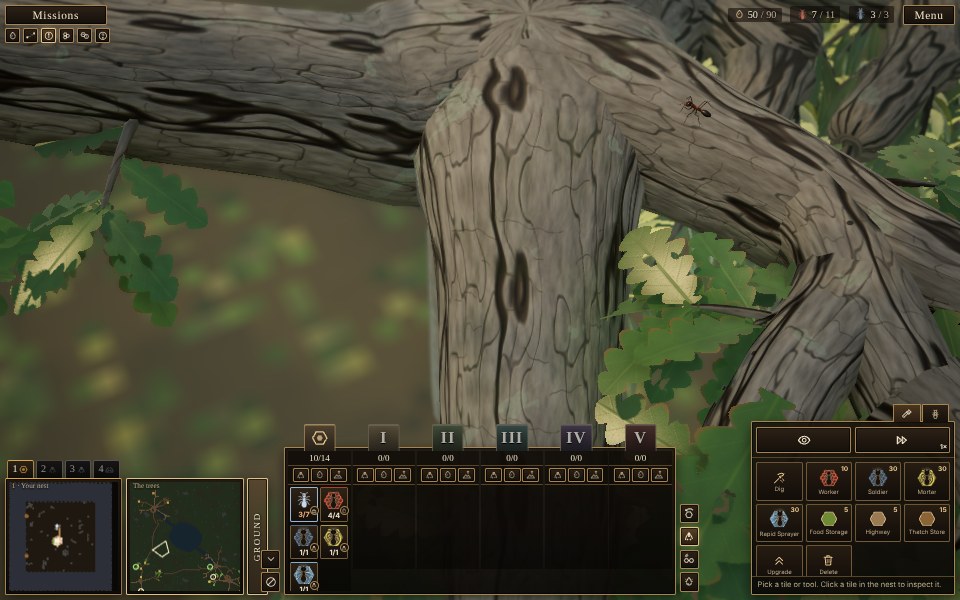 Missions
50 / 90
7 / 11
3 / 3
Menu
I
II
III
IV
V
10/14
0/0
0/0
0/0
0/0
0/0
3/7
4/4
1/1
1/1
1/1
1
2
3
4
1 · Your nest
The trees
GROUND
1×
Dig
10
Worker
30
Soldier
30
Mortar
30
Rapid Sprayer
5
Food Storage
5
Highway
15
Thatch Store
Upgrade
Delete
Pick a tile or tool. Click a tile in the nest to inspect it.